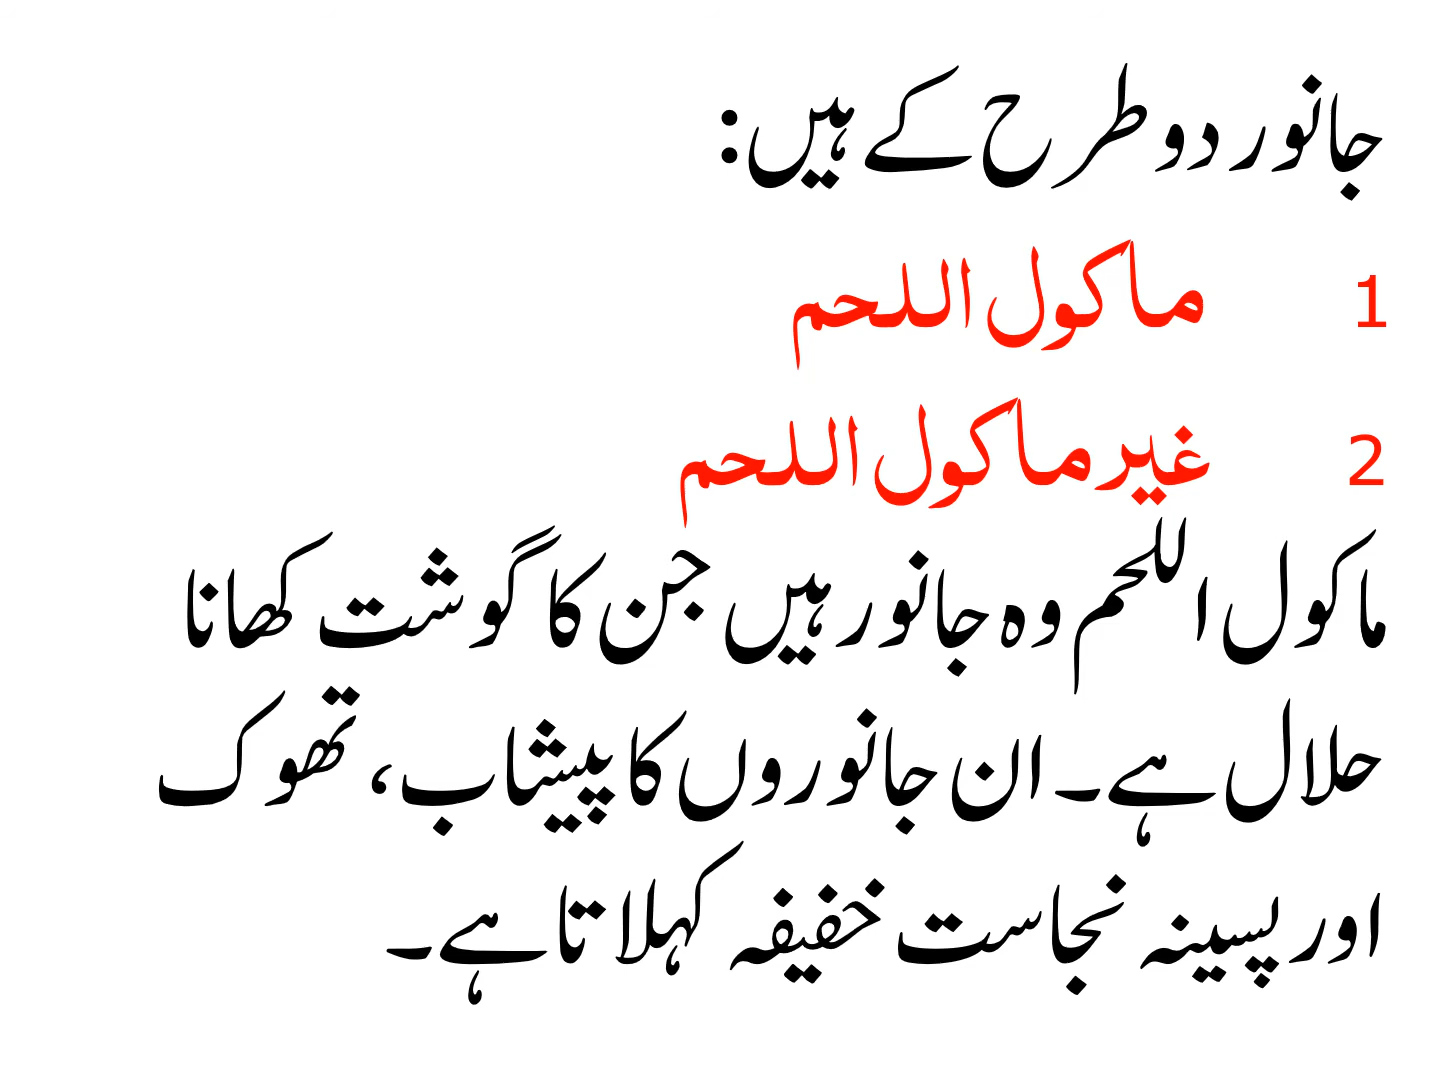 جانور دو طرح کے ہیں:
1 ماکول اللحم
2 غیر ماکول اللحم
ماکول اللحم وہ جانور ہیں جن کا گوشت کھانا
حلال ہے۔ ان جانوروں کا پیشاب، تھوک
اور پسینہ نجاست خفیفہ کہلاتا ہے۔